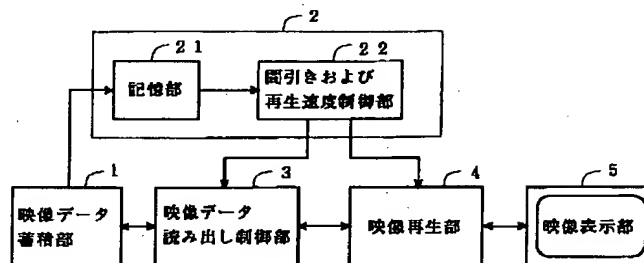 2
21
22
記憶部
間引きおよび
再生速度制御部
1
3
4
5
映像データ
蓄積部
映像データ
読み出し制御部
映像再生部
映像表示部